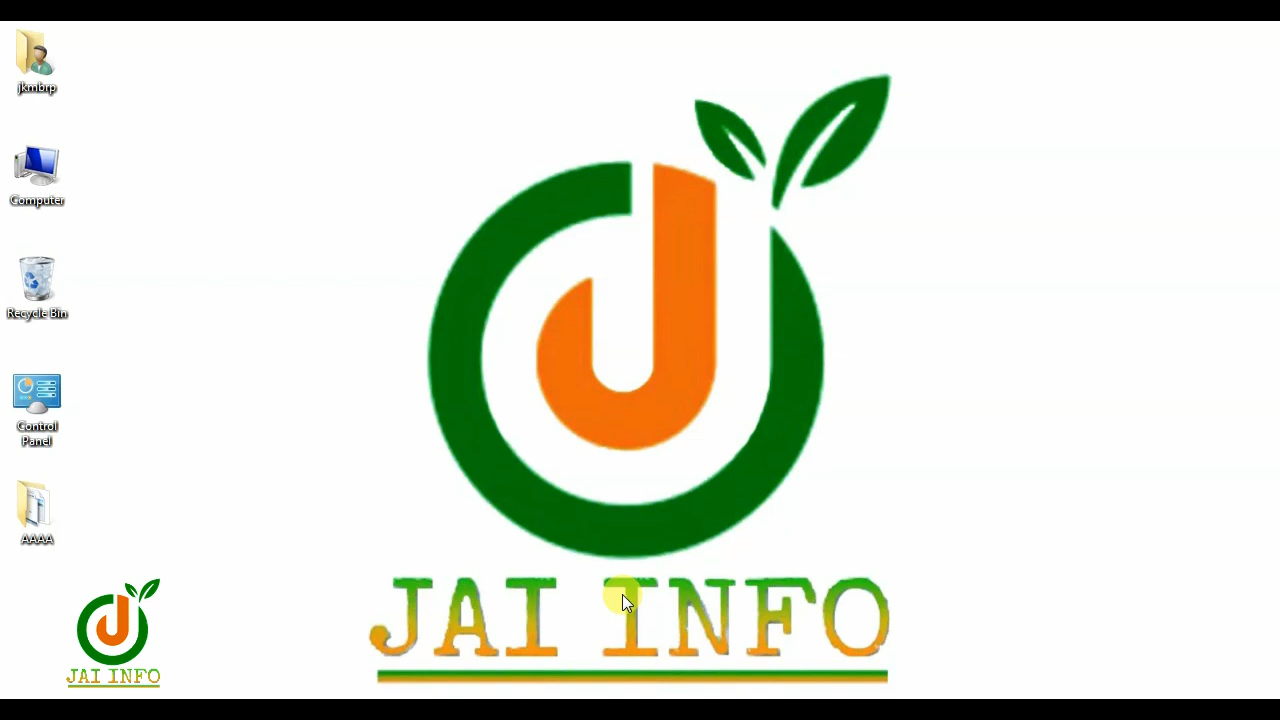 jkmbrp
Computer
Recycle Bin
Control
Panel
AAAA
JAI INFO
JAI INFO